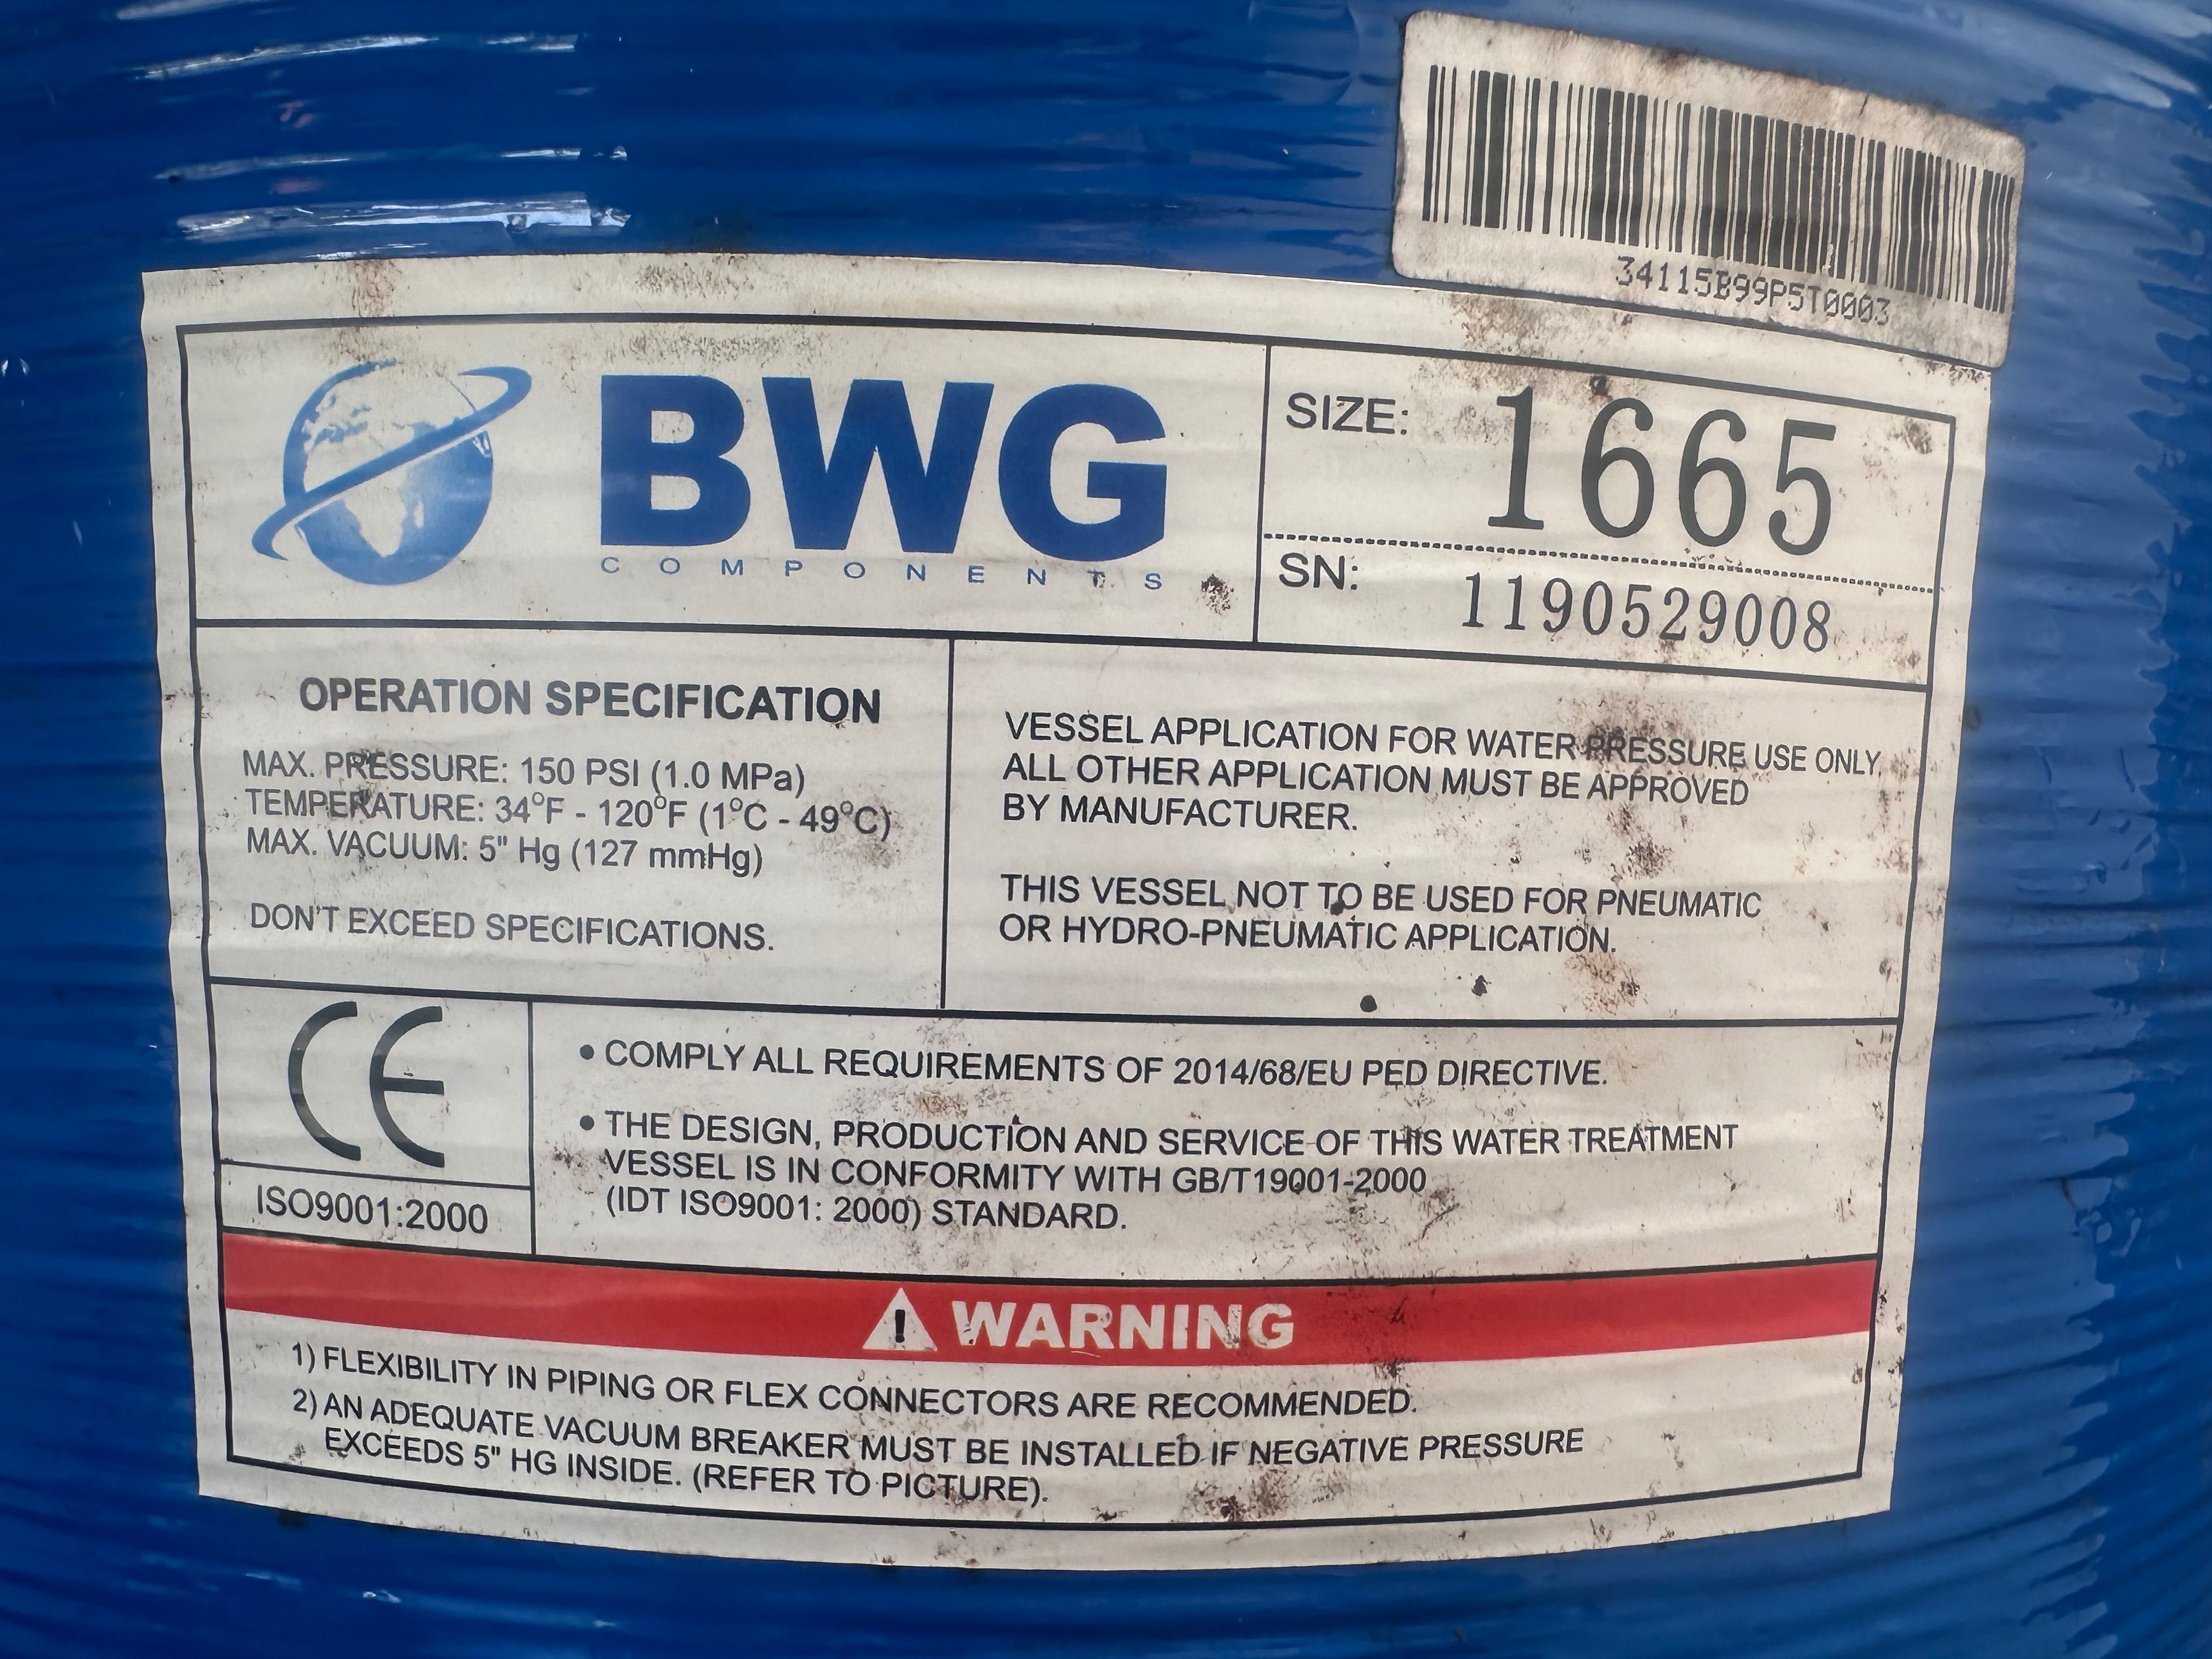 34115B99P5T0003
BWG
COMPONENTS
SIZE: 1665
SN: 1190529008
OPERATION SPECIFICATION
MAX. PRESSURE: 150 PSI (1.0 MPa)
TEMPERATURE: 34°F - 120°F (1°C - 49°C)
MAX. VACUUM: 5" Hg (127 mmHg)
DON'T EXCEED SPECIFICATIONS.
VESSEL APPLICATION FOR WATER PRESSURE USE ONLY.
ALL OTHER APPLICATION MUST BE APPROVED
BY MANUFACTURER.
THIS VESSEL NOT TO BE USED FOR PNEUMATIC
OR HYDRO-PNEUMATIC APPLICATION.
CE
ISO9001:2000
• COMPLY ALL REQUIREMENTS OF 2014/68/EU PED DIRECTIVE.
• THE DESIGN, PRODUCTION AND SERVICE OF THIS WATER TREATMENT
VESSEL IS IN CONFORMITY WITH GB/T19001-2000
(IDT ISO9001: 2000) STANDARD.
WARNING
1) FLEXIBILITY IN PIPING OR FLEX CONNECTORS ARE RECOMMENDED.
2) AN ADEQUATE VACUUM BREAKER MUST BE INSTALLED IF NEGATIVE PRESSURE
EXCEEDS 5" HG INSIDE. (REFER TO PICTURE).